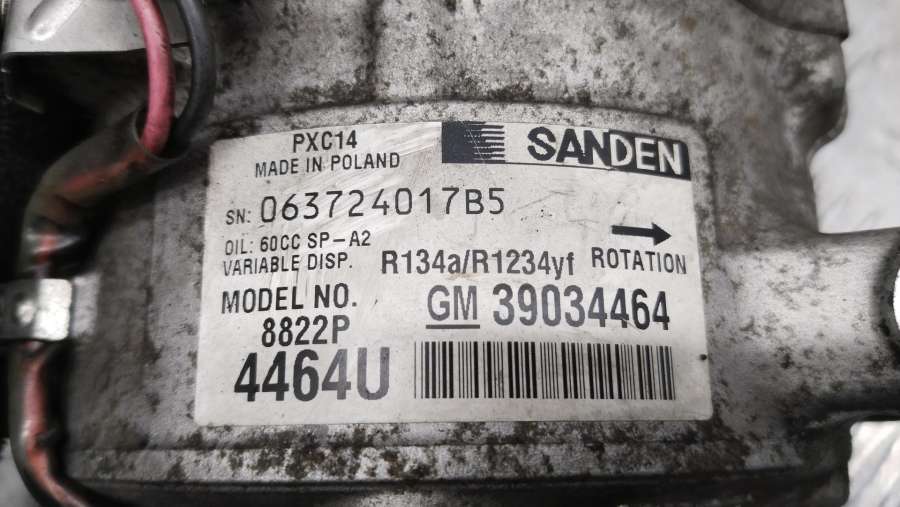 PXC14
MADE IN POLAND
SANDEN
SN: 063724017B5
OIL: 60CC SP-A2
VARIABLE DISP.
R134a/R1234yf
ROTATION
MODEL NO.
8822P
GM 39034464
4464U